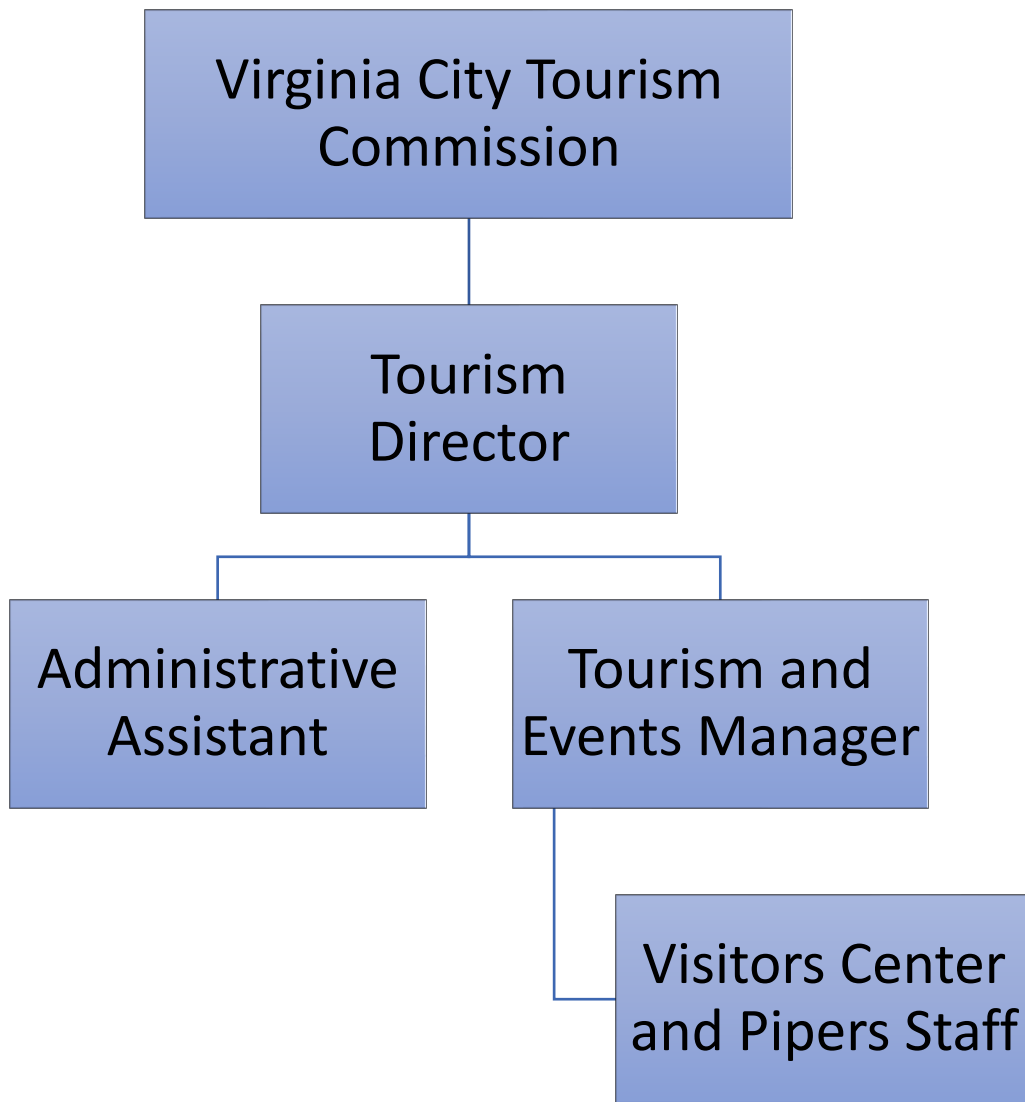 Virginia City Tourism
Commission
Tourism
Director
Administrative
Assistant
Tourism and
Events Manager
Visitors Center
and Pipers Staff